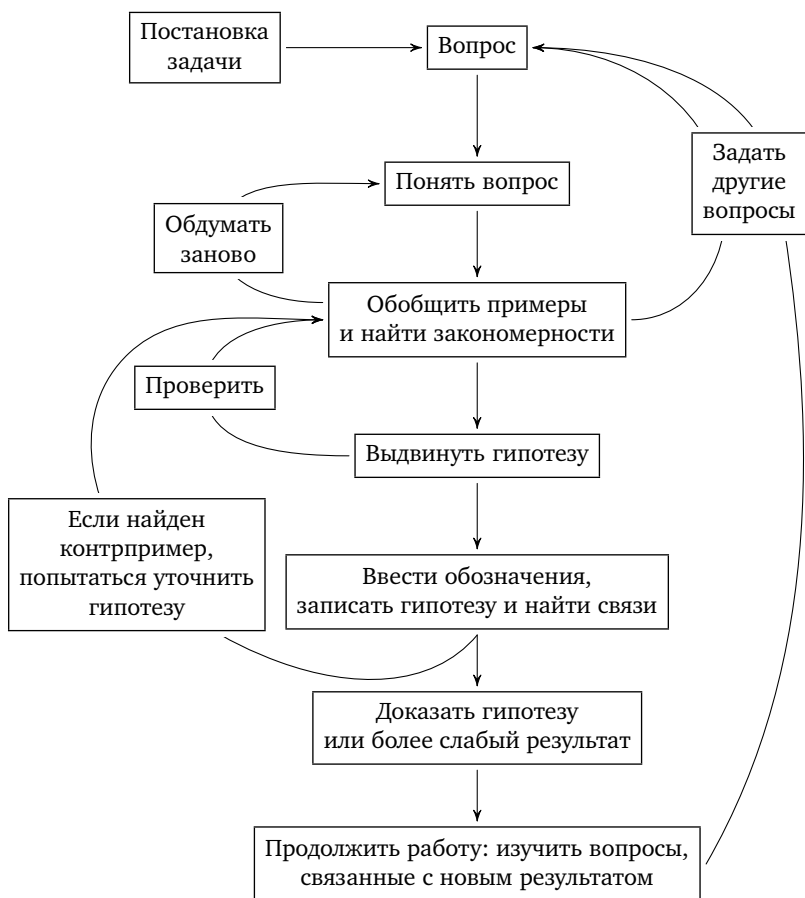 Постановка
задачи
Вопрос
Задать
другие
вопросы
Понять вопрос
Обдумать
заново
Обобщить примеры
и найти закономерности
Проверить
Выдвинуть гипотезу
Если найден
контрпример,
попытаться уточнить
гипотезу
Ввести обозначения,
записать гипотезу и найти связи
Доказать гипотезу
или более слабый результат
Продолжить работу: изучить вопросы,
связанные с новым результатом